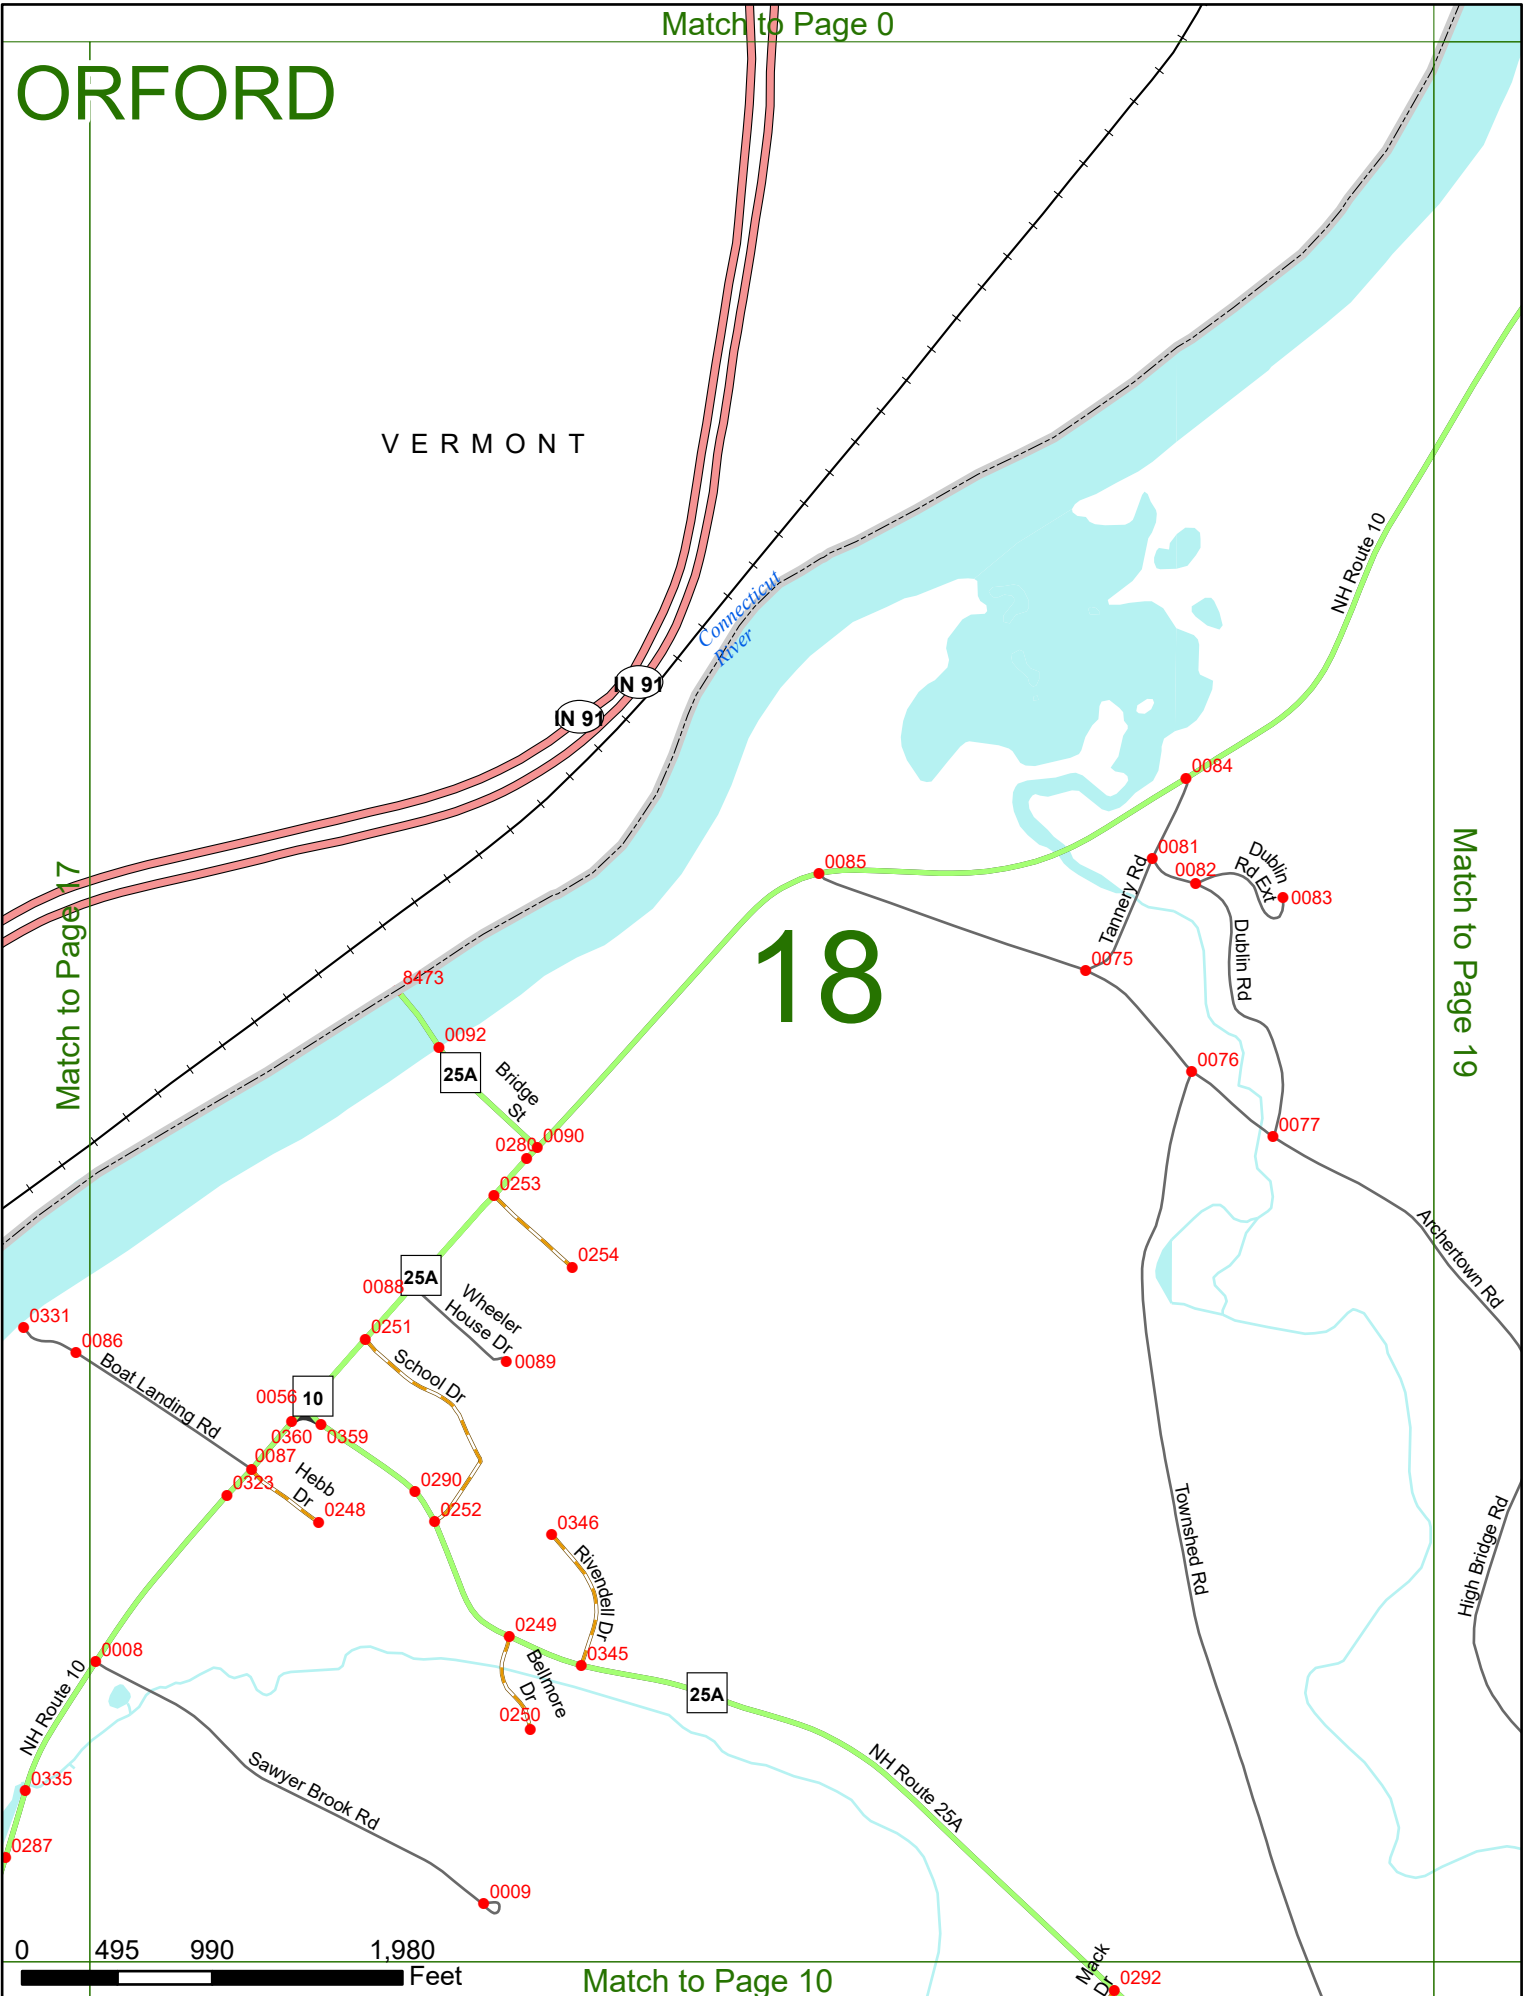 Match to Page 0
ORFORD
VERMONT
NH Route 10
Connecticut
River
IN 91
IN 91
0084
Match to Page 17
Match to Page 19
0081
0085
0082
Dublin
Rd Ext
0083
Tannery Rd
18
Dublin Rd
0075
8473
0092
25A
Bridge
St
0076
0090
0280
0077
0253
Archertown Rd
0254
25A
0088
Wheeler
House Dr
0331
0251
0086
School Dr
0089
Boat Landing Rd
10
0056
0360
0359
0087
Hebb
Dr
0323
0290
0248
0252
0346
Rivendell Dr
Townshed Rd
High Bridge Rd
0249
0008
0345
Bellmore
Dr
25A
NH Route 10
0250
NH Route 25A
0335
Sawyer Brook Rd
0287
0009
0 495 990 1,980
Feet
Match to Page 10
Mack
Dr
0292